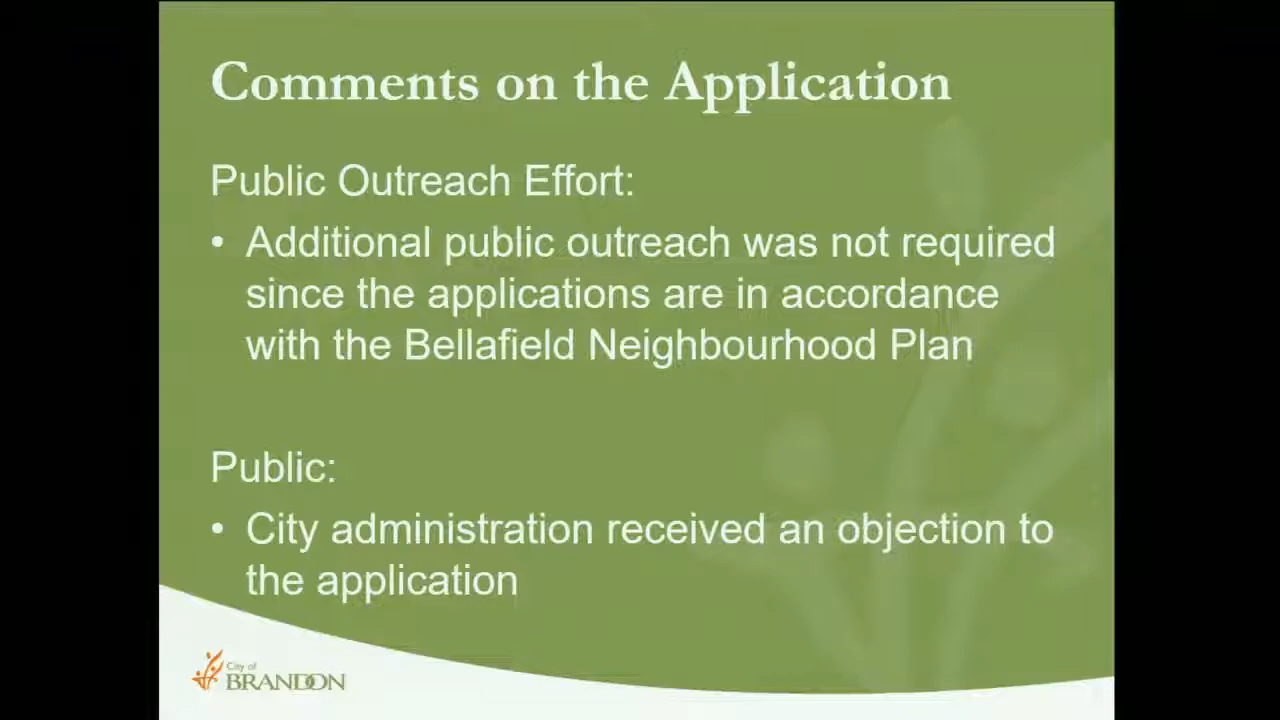 Comments on the Application
Public Outreach Effort:
• Additional public outreach was not required
since the applications are in accordance
with the Bellafield Neighbourhood Plan
Public:
• City administration received an objection to
the application
City of
BRANDON